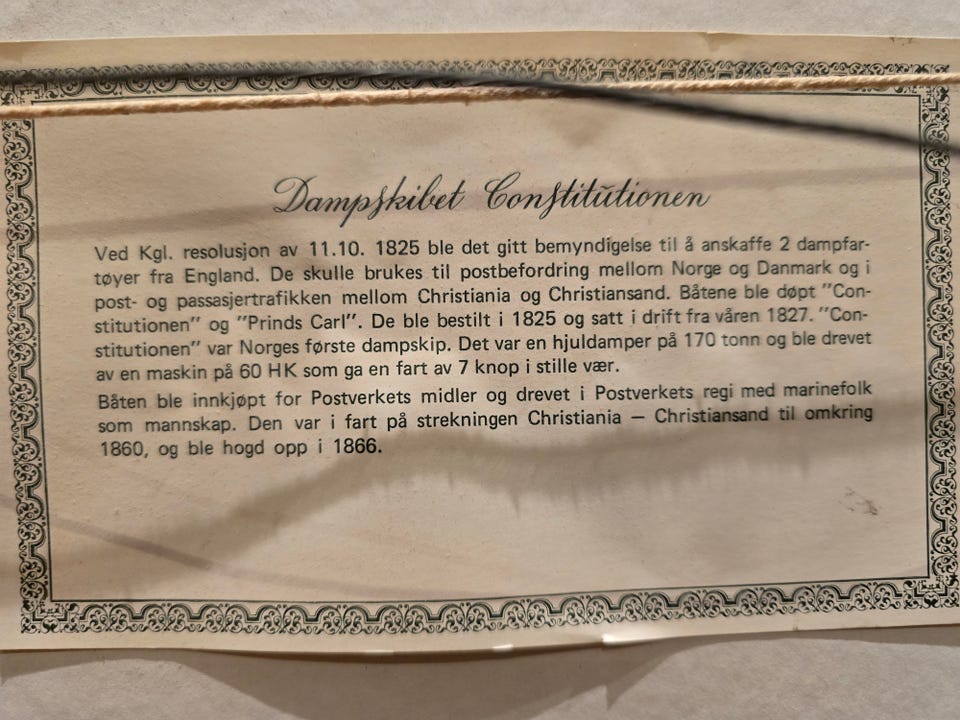 Dampskibet Constitutionen
Ved Kgl. resolusjon av 11.10. 1825 ble det gitt bemyndigelse til å anskaffe 2 dampfar-
tøyer fra England. De skulle brukes til postbefordring mellom Norge og Danmark og i
post- og passasjertrafikken mellom Christiania og Christiansand. Båtene ble døpt "Con-
stitutionen" og "Prinds Carl". De ble bestilt i 1825 og satt i drift fra våren 1827. "Con-
stitutionen" var Norges første dampskip. Det var en hjuldamper på 170 tonn og ble drevet
av en maskin på 60 HK som ga en fart av 7 knop i stille vær.
Båten ble innkjøpt for Postverkets midler og drevet i Postverkets regi med marinefolk
som mannskap. Den var i fart på strekningen Christiania – Christiansand til omkring
1860, og ble hogd opp i 1866.